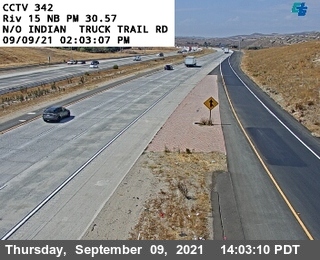 CCTV 342
Riv 15 NB PM 30.57
N/O INDIAN  TRUCK TRAIL RD
09/09/21 02:03:07 PM
Thursday, September 09, 2021 14:03:10 PDT